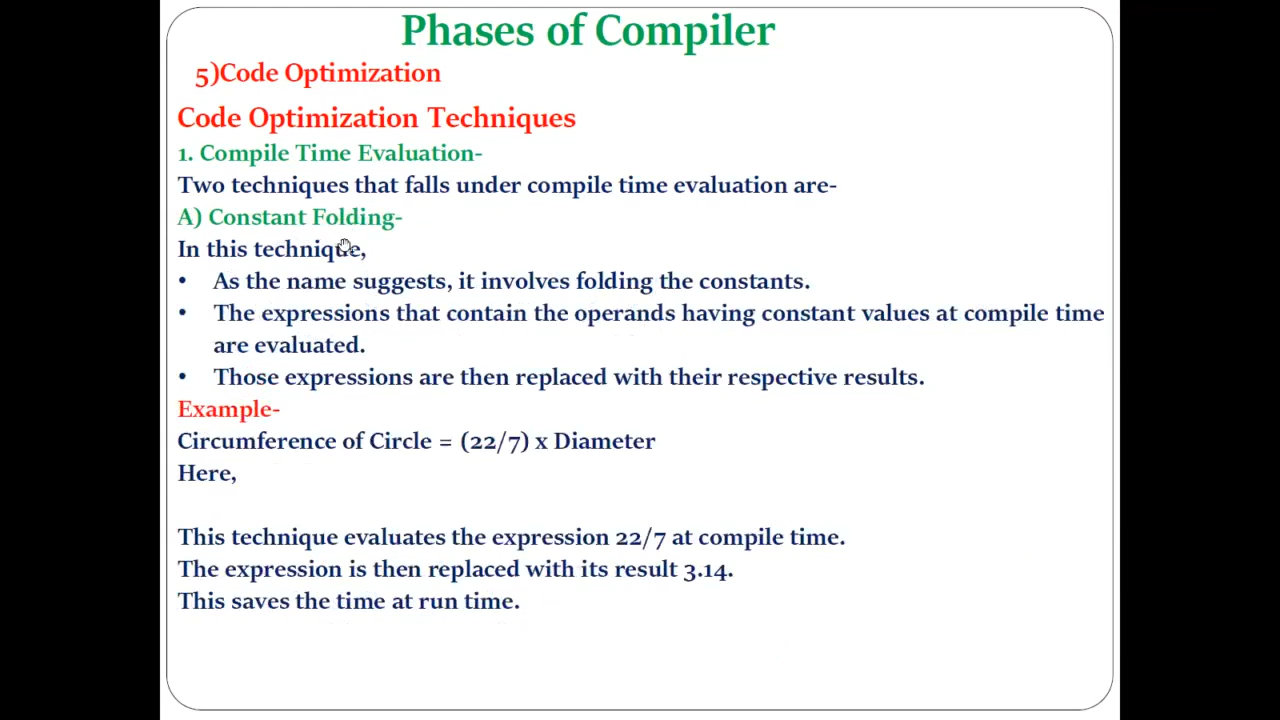 Phases of Compiler
5)Code Optimization
Code Optimization Techniques
1. Compile Time Evaluation-
Two techniques that falls under compile time evaluation are-
A) Constant Folding-
In this technique,
• As the name suggests, it involves folding the constants.
• The expressions that contain the operands having constant values at compile time
are evaluated.
• Those expressions are then replaced with their respective results.
Example-
Circumference of Circle = (22/7) x Diameter
Here,
This technique evaluates the expression 22/7 at compile time.
The expression is then replaced with its result 3.14.
This saves the time at run time.